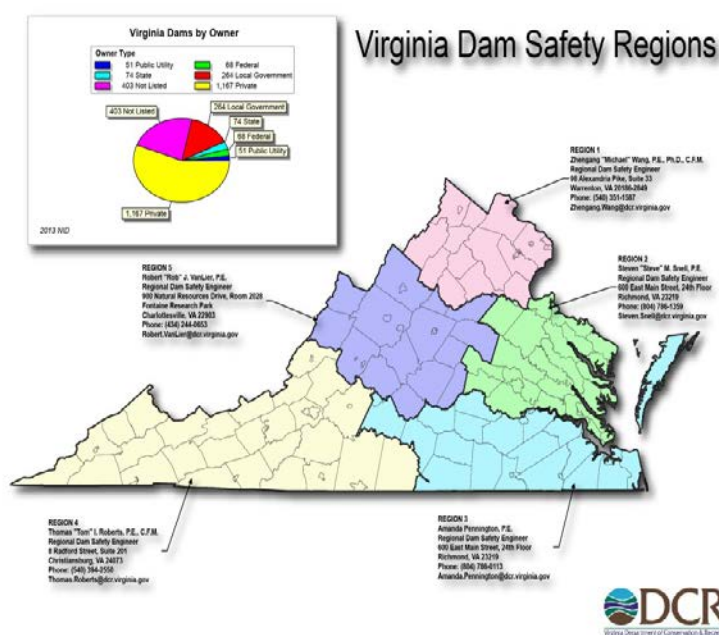 Virginia Dam Safety Regions
Virginia Dams by Owner
Owner Type
51 Public Utility
68 Federal
74 State
264 Local Government
403 Not Listed
1,167 Private
403 Not Listed
264 Local Government
74 State
68 Federal
51 Public Utility
1,167 Private
2013 NID
REGION 1
Zhengang "Michael" Wang, P.E., Ph.D., C.F.M.
Regional Dam Safety Engineer
98 Alexandria Pike, Suite 33
Warrenton, VA 20186-2849
Phone: (540) 351-1587
Zhengang.Wang@dcr.virginia.gov
REGION 2
Steven "Steve" M. Snell, P.E.
Regional Dam Safety Engineer
600 East Main Street, 24th Floor
Richmond, VA 23219
Phone: (804) 786-1359
Steven.Snell@dcr.virginia.gov
REGION 5
Robert "Rob" J. VanLier, P.E.
Regional Dam Safety Engineer
900 Natural Resources Drive, Room 2028
Fontaine Research Park
Charlottesville, VA 22903
Phone: (434) 244-0653
Robert.VanLier@dcr.virginia.gov
REGION 4
Thomas "Tom" I. Roberts, P.E., C.F.M.
Regional Dam Safety Engineer
8 Radford Street, Suite 201
Christiansburg, VA 24073
Phone: (540) 394-2550
Thomas.Roberts@dcr.virginia.gov
REGION 3
Amanda Pennington, P.E.
Regional Dam Safety Engineer
600 East Main Street, 24th Floor
Richmond, VA 23219
Phone: (804) 786-0113
Amanda.Pennington@dcr.virginia.gov
DCR
Virginia Department of Conservation &